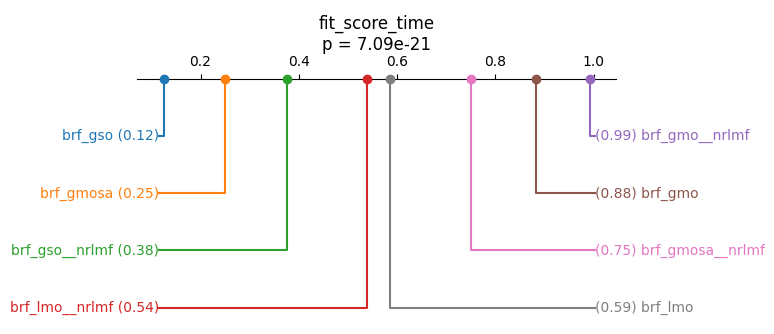 fit_score_time
p = 7.09e-21
0.2 0.4 0.6 0.8 1.0
brf_gso (0.12) (0.99) brf_gmo__nrlmf
brf_gmosa (0.25) (0.88) brf_gmo
brf_gso__nrlmf (0.38) (0.75) brf_gmosa__nrlmf
brf_lmo__nrlmf (0.54) (0.59) brf_lmo